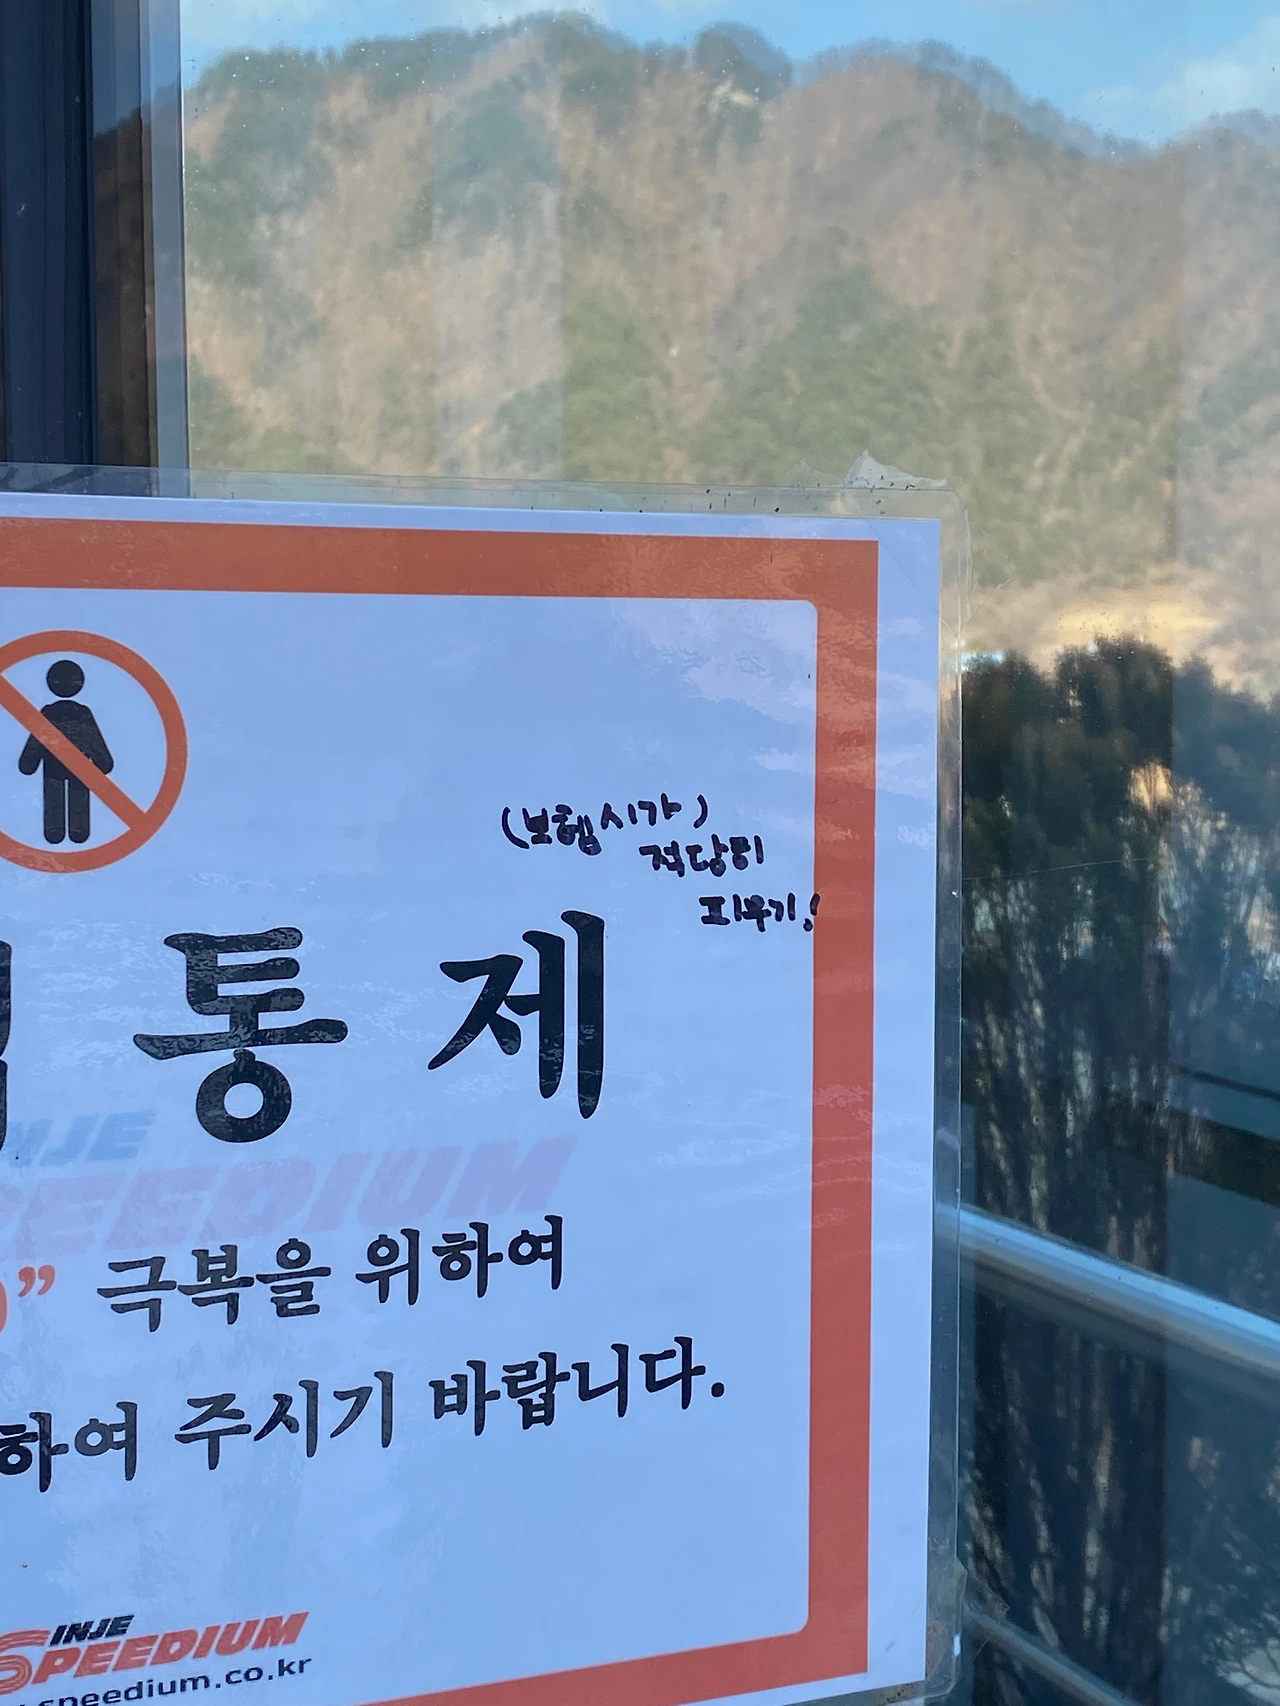 (보헴시가)
적당히
피우기!
통제
INJE
SPEEDIUM
” 극복을 위하여
하여 주시기 바랍니다.
INJE
SPEEDIUM
speedium.co.kr